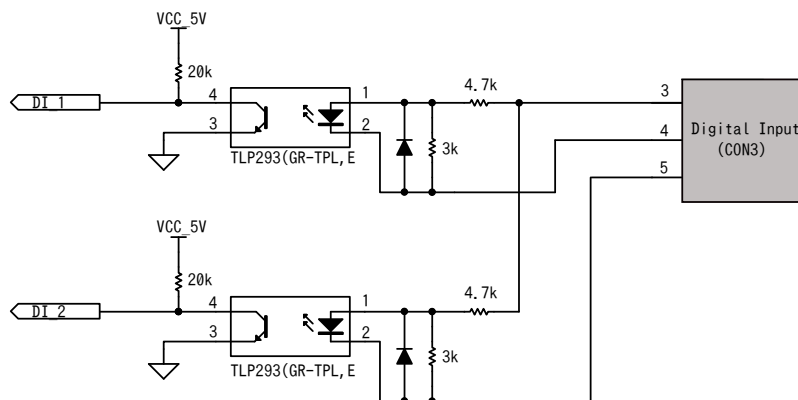 VCC_5V
20k
DI_1
4
3
1
2
TLP293(GR-TPL,E
4.7k
3k
3
4
5
Digital Input
(CON3)
VCC_5V
20k
DI_2
4
3
1
2
TLP293(GR-TPL,E
4.7k
3k